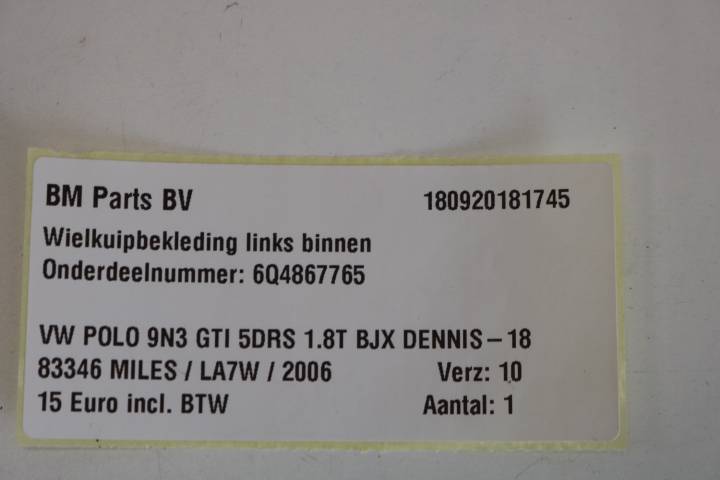 BM Parts BV 180920181745
Wielkuipbekleding links binnen
Onderdeelnummer: 6Q4867765
VW POLO 9N3 GTI 5DRS 1.8T BJX DENNIS – 18
83346 MILES / LA7W / 2006 Verz: 10
15 Euro incl. BTW Aantal: 1